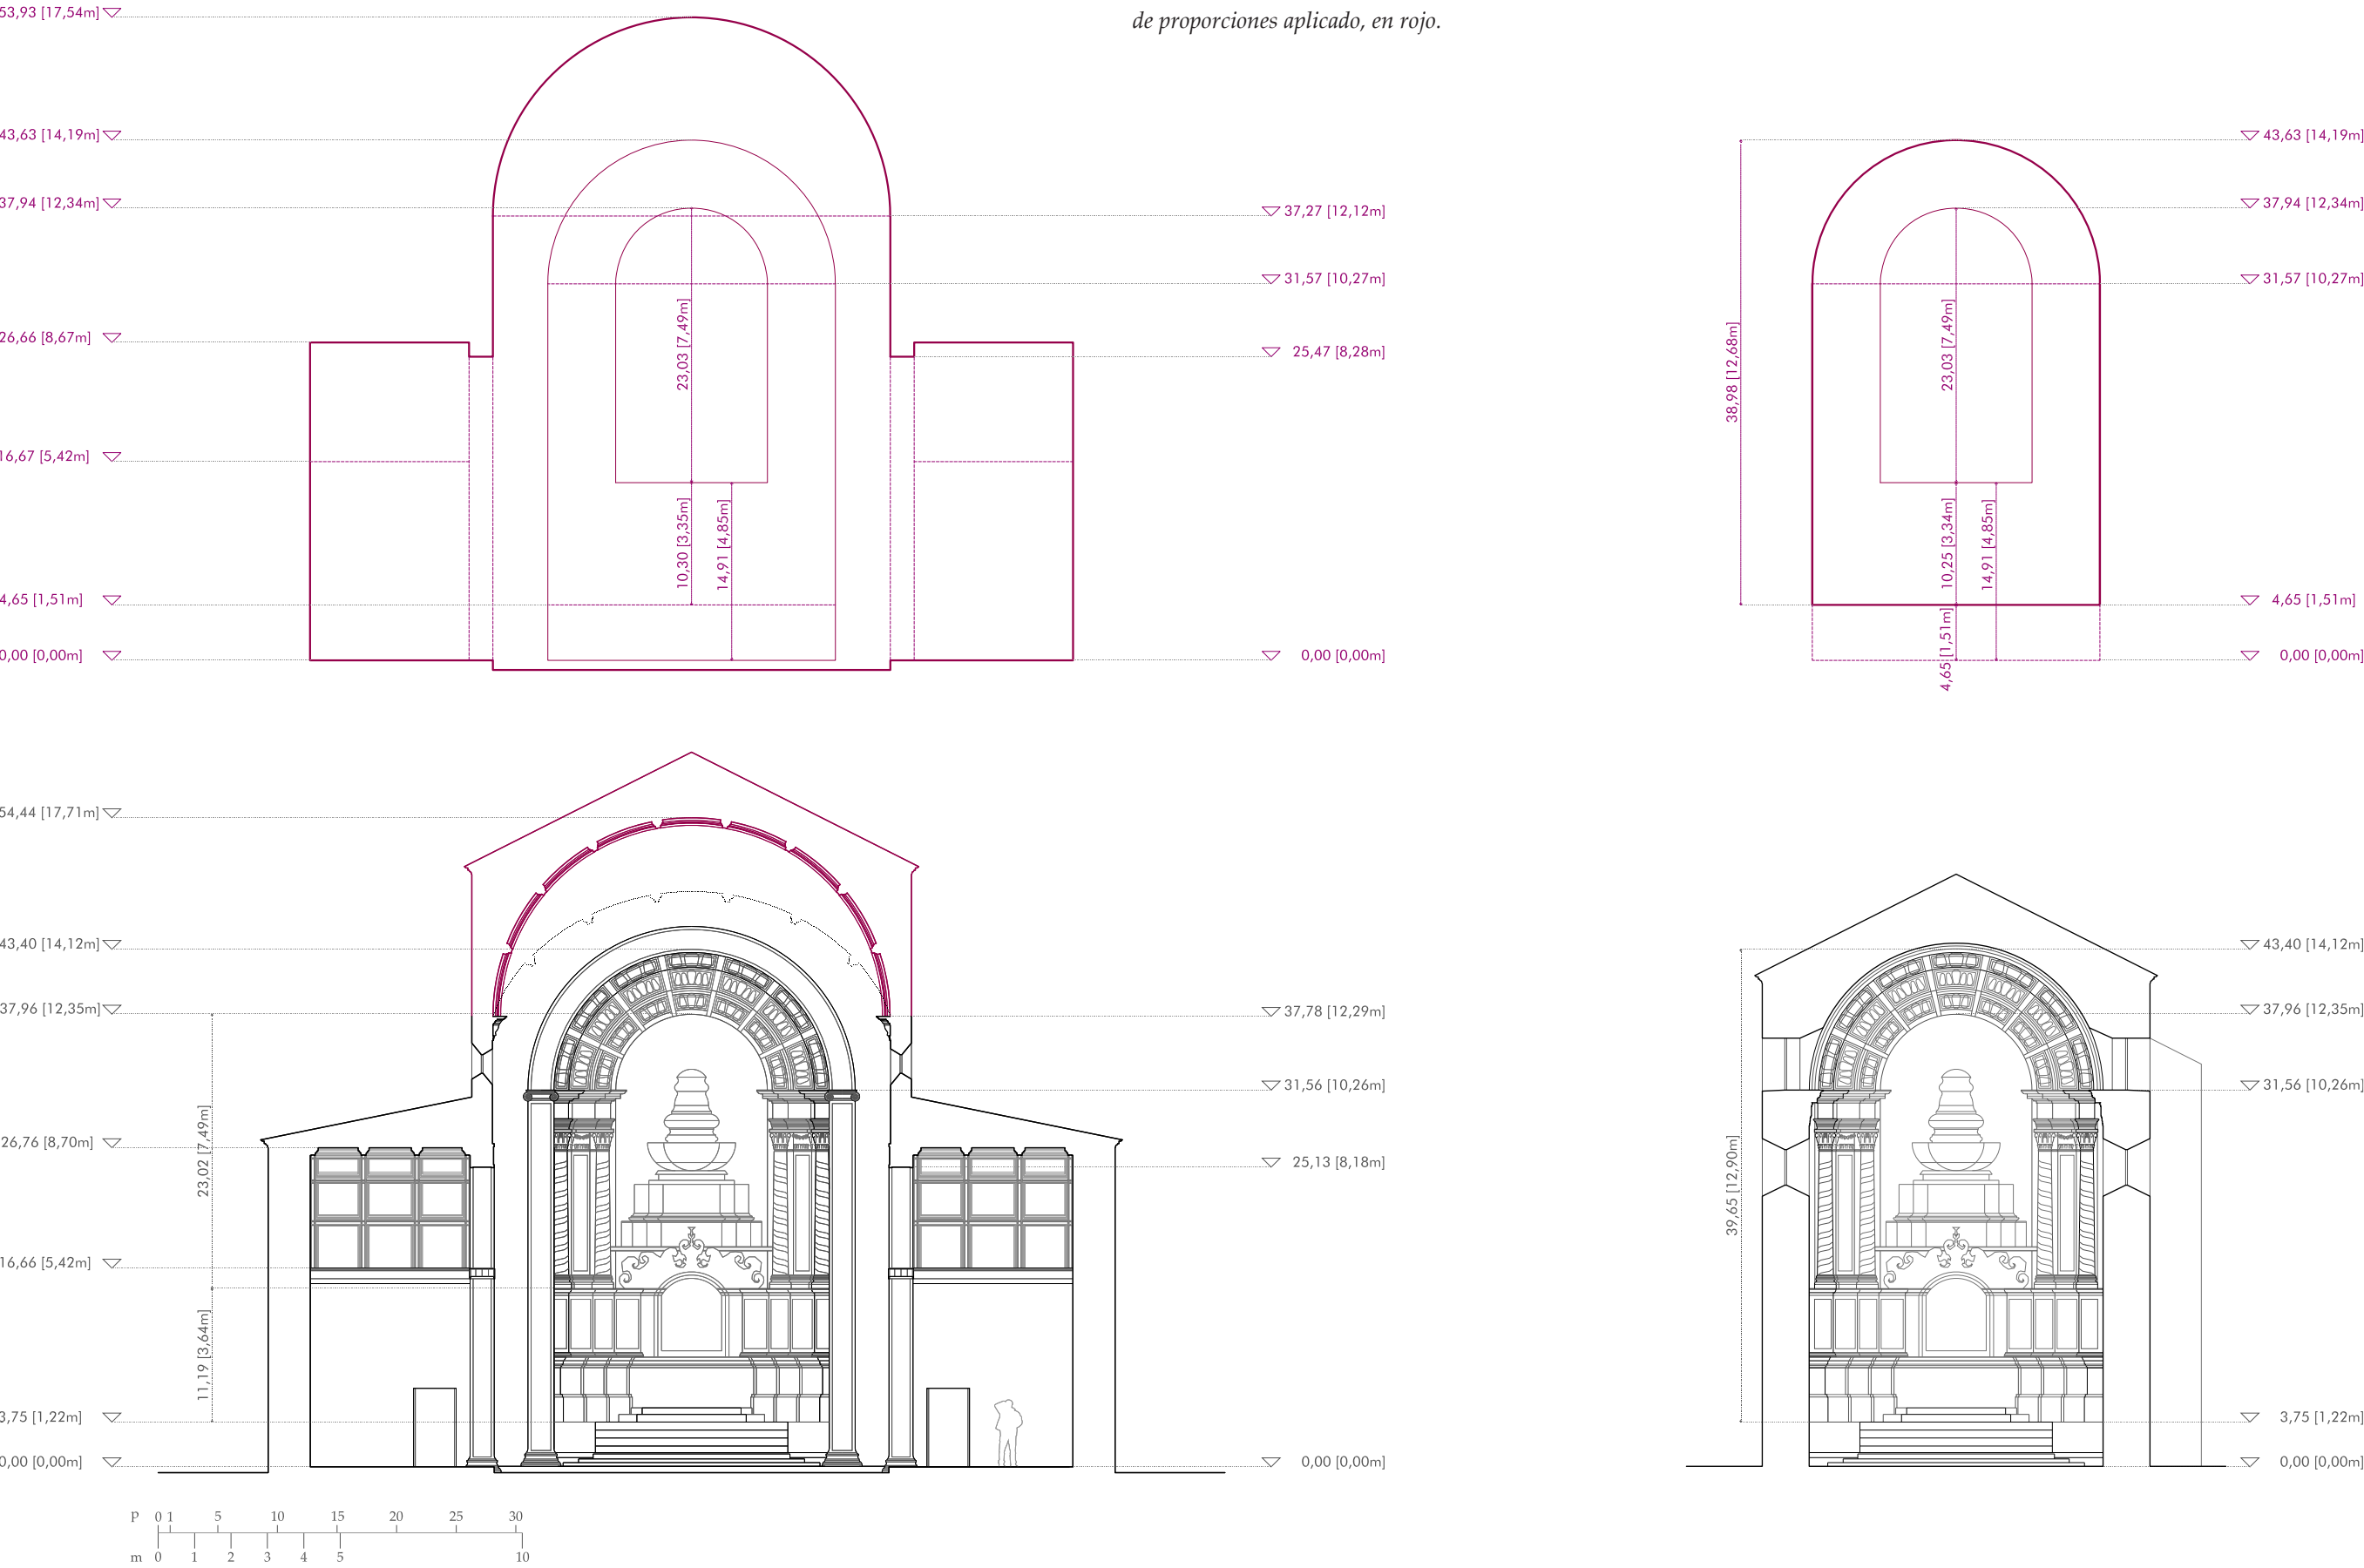 de proporciones aplicado, en rojo.
53,93 [17,54m]
43,63 [14,19m]
37,94 [12,34m]
26,66 [8,67m]
16,67 [5,42m]
4,65 [1,51m]
0,00 [0,00m]
23,03 [7,49m]
10,30 [3,35m]
14,91 [4,85m]
37,27 [12,12m]
31,57 [10,27m]
25,47 [8,28m]
0,00 [0,00m]
38,98 [12,68m]
23,03 [7,49m]
10,25 [3,34m]
14,91 [4,85m]
4,65 [1,51m]
43,63 [14,19m]
37,94 [12,34m]
31,57 [10,27m]
4,65 [1,51m]
0,00 [0,00m]
54,44 [17,71m]
43,40 [14,12m]
37,96 [12,35m]
26,76 [8,70m]
16,66 [5,42m]
3,75 [1,22m]
0,00 [0,00m]
23,02 [7,49m]
11,19 [3,64m]
37,78 [12,29m]
31,56 [10,26m]
25,13 [8,18m]
0,00 [0,00m]
39,65 [12,90m]
43,40 [14,12m]
37,96 [12,35m]
31,56 [10,26m]
3,75 [1,22m]
0,00 [0,00m]
P 0 1 5 10 15 20 25 30
m 0 1 2 3 4 5 10